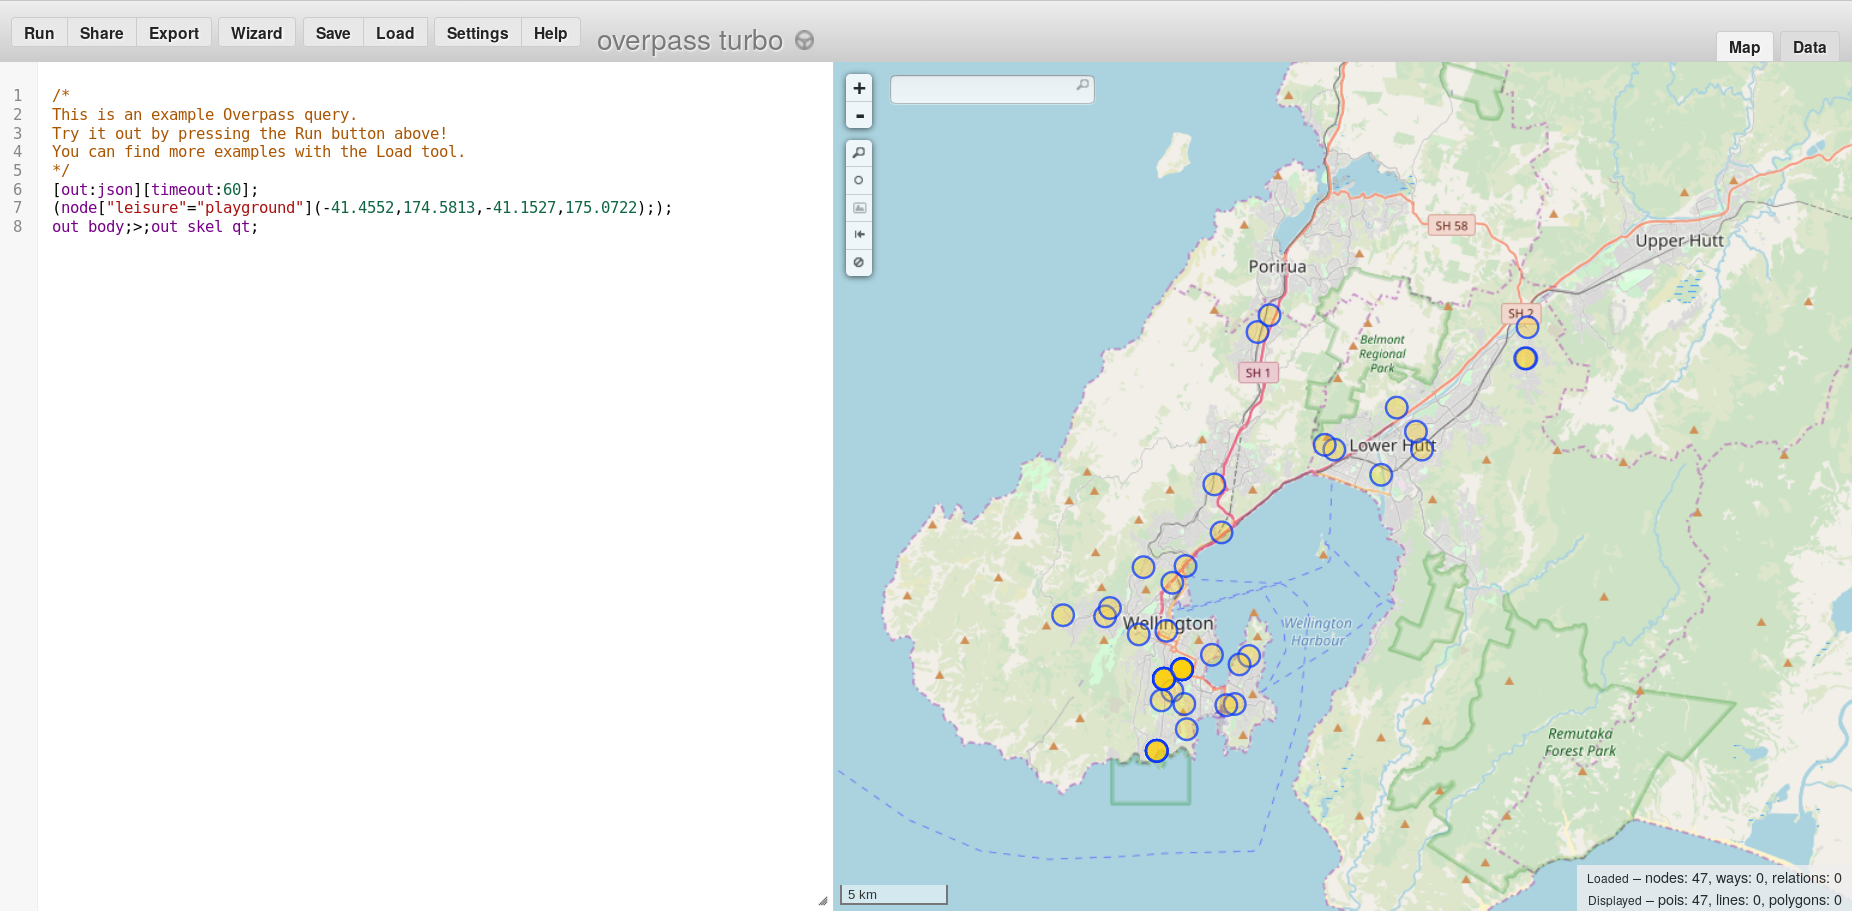 Run Share Export Wizard Save Load Settings Help overpass turbo Map Data
1 /*
2 This is an example Overpass query.
3 Try it out by pressing the Run button above!
4 You can find more examples with the Load tool.
5 */
6 [out:json][timeout:60];
7 (node["leisure"="playground"](-41.4552,174.5813,-41.1527,175.0722););
8 out body;>;out skel qt;
+
-
SH 58
Upper Hutt
Porirua
SH 2
Belmont
Regional
Park
SH 1
Lower Hutt
Wellington
Wellington
Harbour
Remutaka
Forest Park
5 km
Loaded – nodes: 47, ways: 0, relations: 0
Displayed – pois: 47, lines: 0, polygons: 0